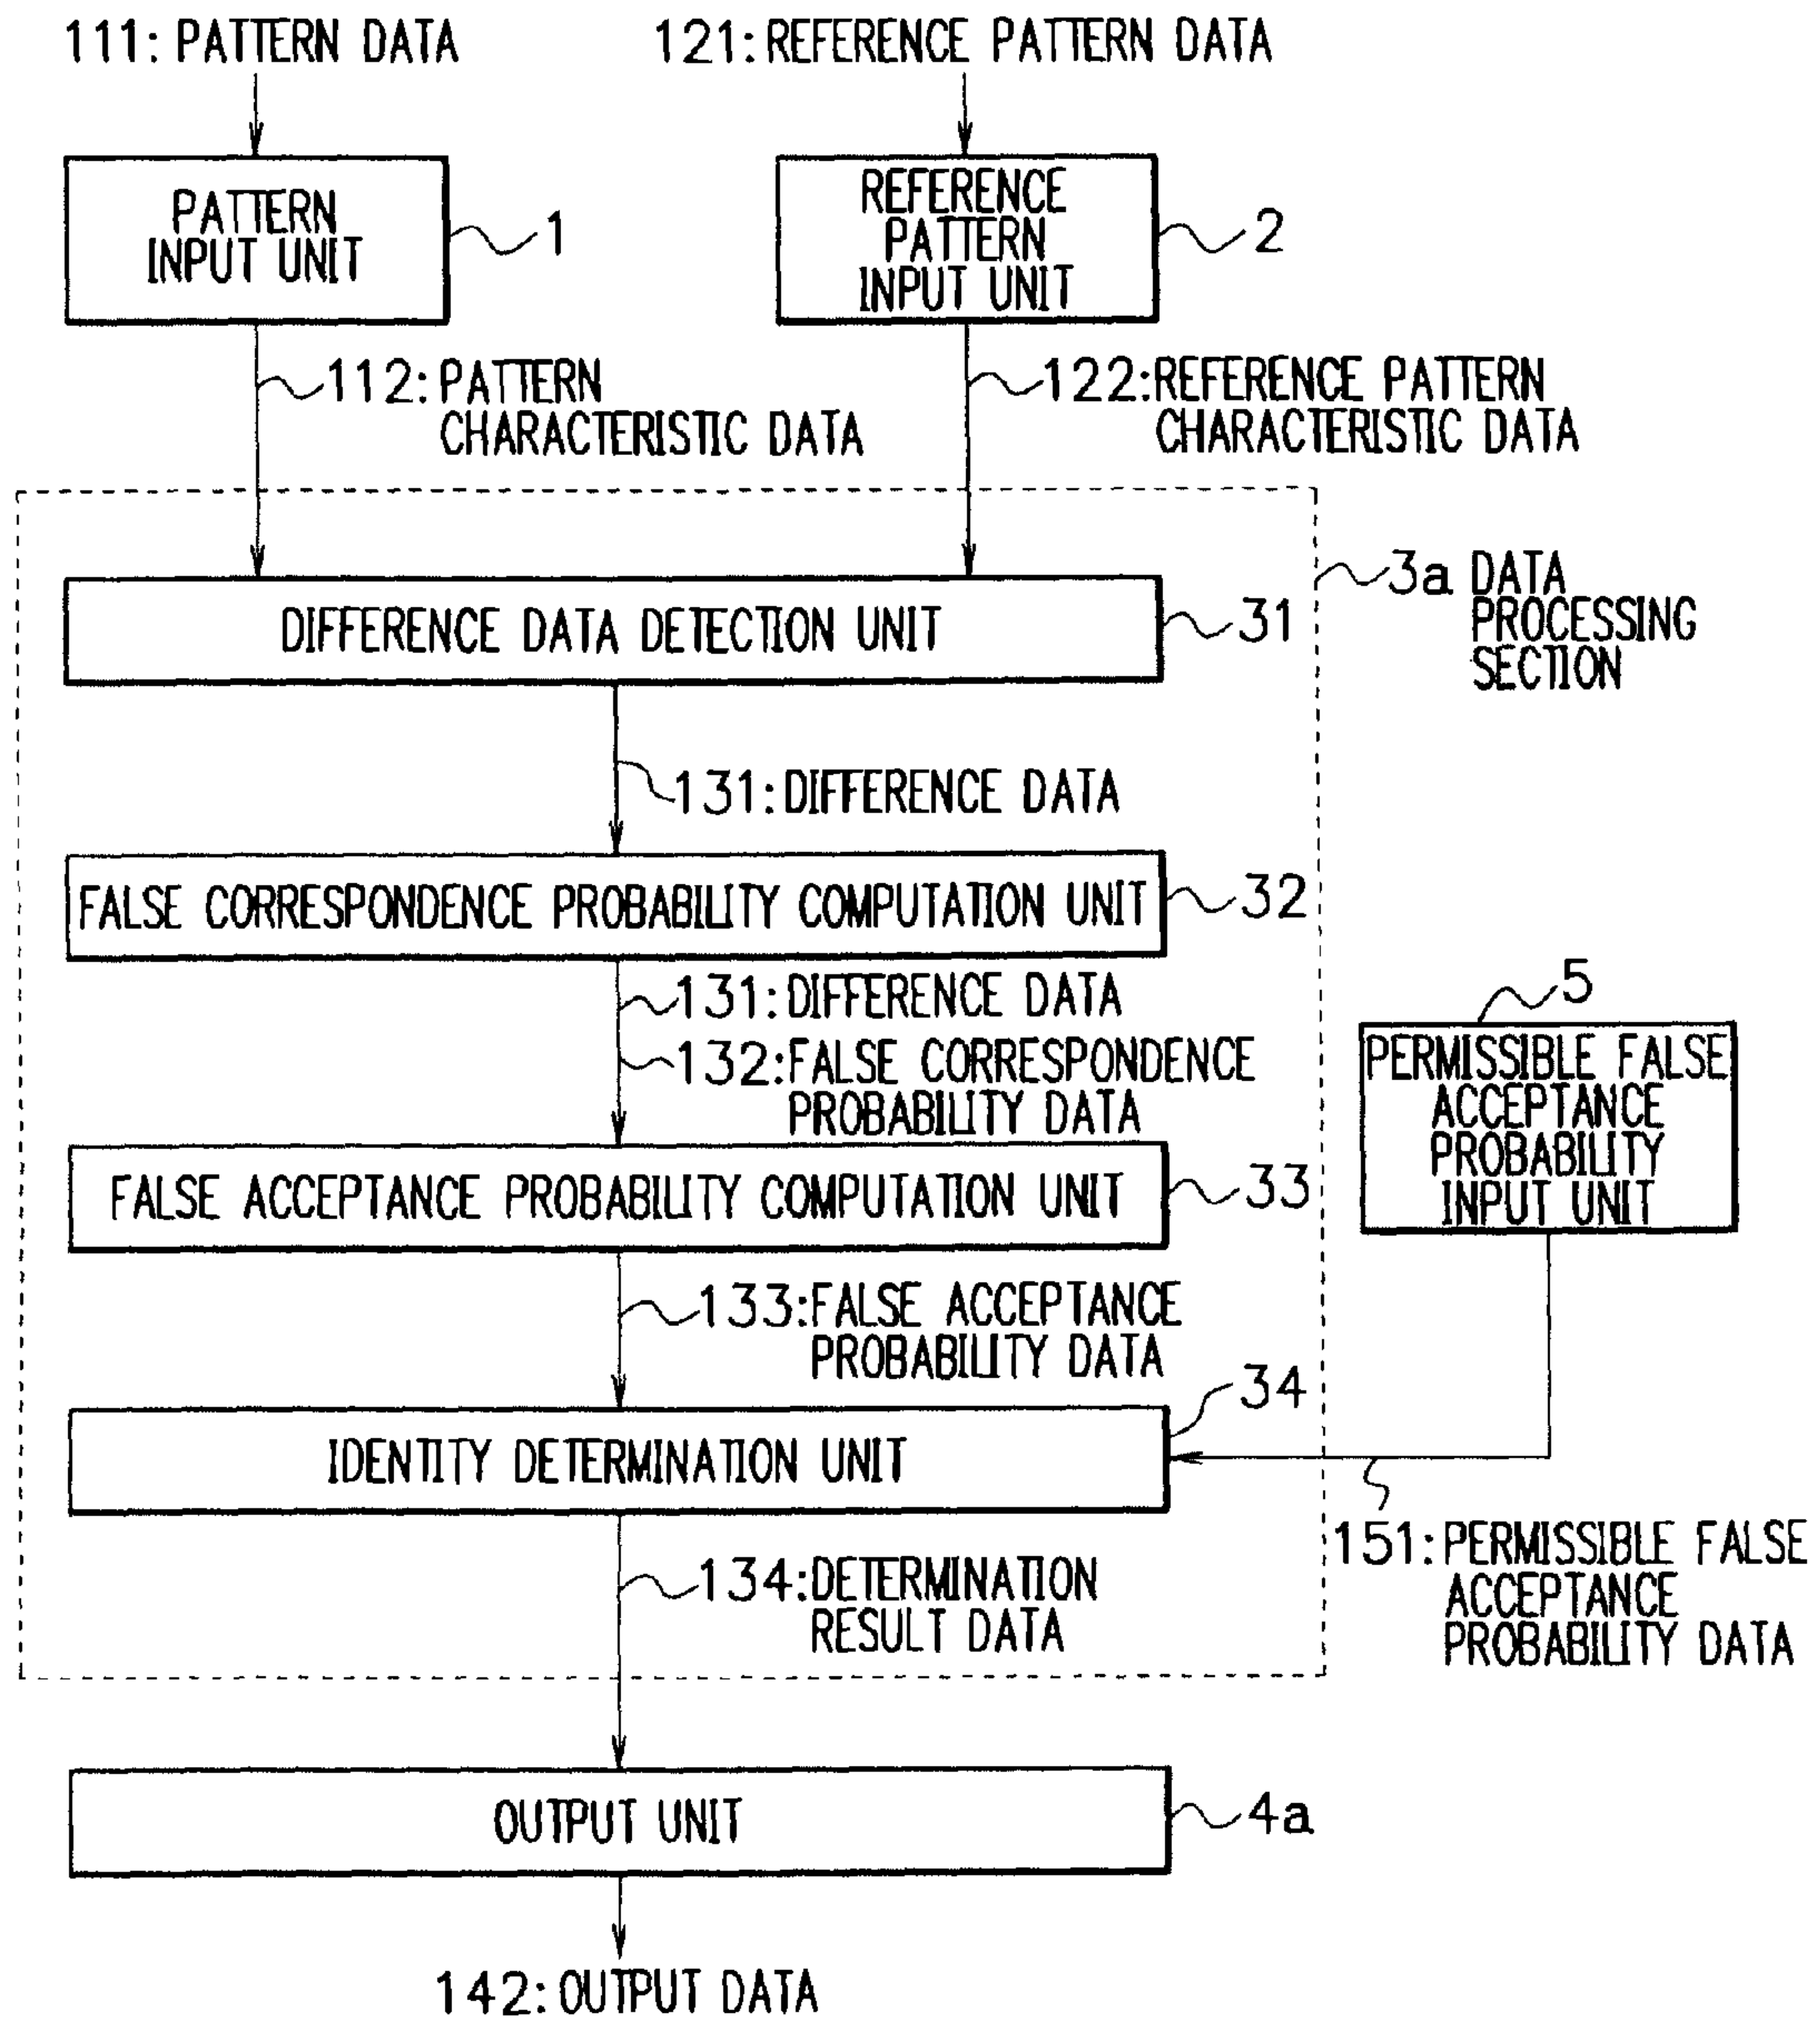 111: PATTERN DATA
121: REFERENCE PATTERN DATA
PATTERN
INPUT UNIT
1
REFERENCE
PATTERN
INPUT UNIT
2
112: PATTERN
CHARACTERISTIC DATA
122: REFERENCE PATTERN
CHARACTERISTIC DATA
3a DATA
PROCESSING
SECTION
DIFFERENCE DATA DETECTION UNIT
31
131: DIFFERENCE DATA
FALSE CORRESPONDENCE PROBABILITY COMPUTATION UNIT
32
131: DIFFERENCE DATA
132: FALSE CORRESPONDENCE
PROBABILITY DATA
5
PERMISSIBLE FALSE
ACCEPTANCE
PROBABILITY
INPUT UNIT
FALSE ACCEPTANCE PROBABILITY COMPUTATION UNIT
33
133: FALSE ACCEPTANCE
PROBABILITY DATA
34
IDENTITY DETERMINATION UNIT
151: PERMISSIBLE FALSE
ACCEPTANCE
PROBABILITY DATA
134: DETERMINATION
RESULT DATA
OUTPUT UNIT
4a
142: OUTPUT DATA